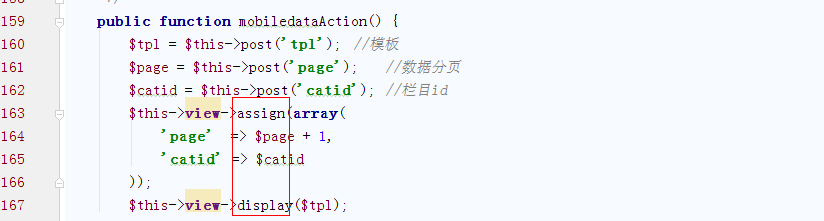 159 public function mobiledataAction() {
160 $tpl = $this->post('tpl'); //模板
161 $page = $this->post('page'); //数据分页
162 $catid = $this->post('catid'); //栏目id
163 $this->view->assign(array(
164 'page' => $page + 1,
165 'catid' => $catid
166 ));
167 $this->view->display($tpl);